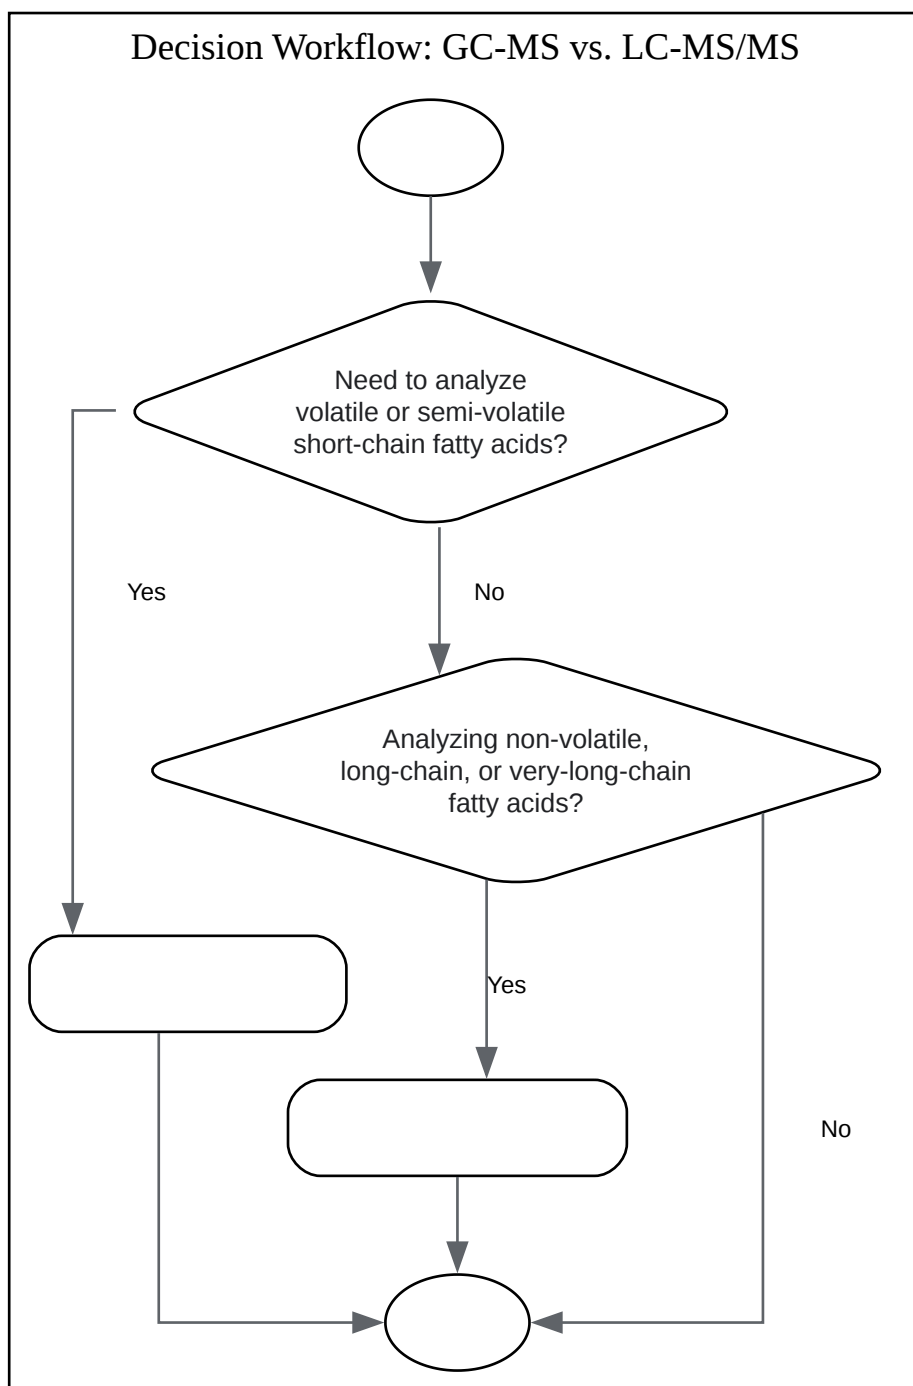 Decision Workflow: GC-MS vs. LC-MS/MS
Need to analyze
volatile or semi-volatile
short-chain fatty acids?
Yes
No
Analyzing non-volatile,
long-chain, or very-long-chain
fatty acids?
Yes
No